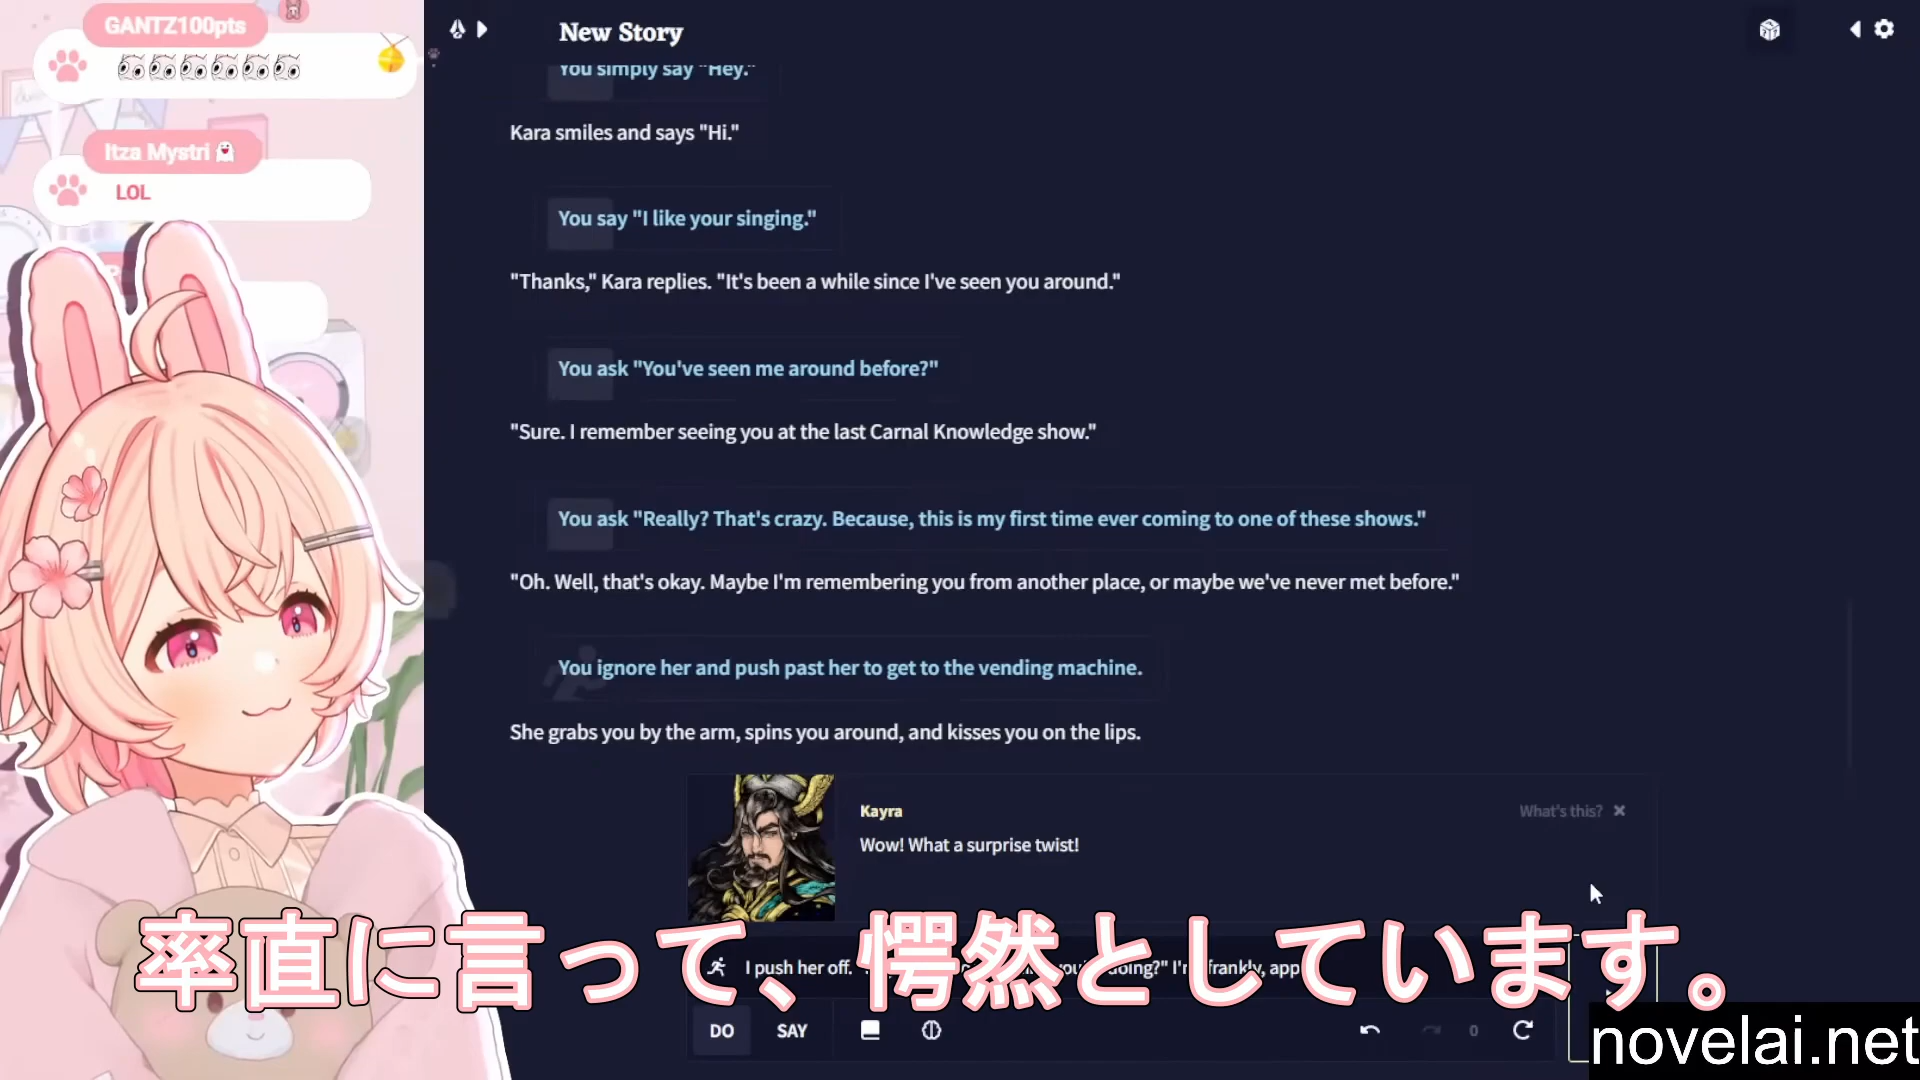 GANTZ100pts
Itza Mystri
LOL
New Story
You simply say "Hey."
Kara smiles and says "Hi."
You say "I like your singing."
"Thanks," Kara replies. "It's been a while since I've seen you around."
You ask "You've seen me around before?"
"Sure. I remember seeing you at the last Carnal Knowledge show."
You ask "Really? That's crazy. Because, this is my first time ever coming to one of these shows."
"Oh. Well, that's okay. Maybe I'm remembering you from another place, or maybe we've never met before."
You ignore her and push past her to get to the vending machine.
She grabs you by the arm, spins you around, and kisses you on the lips.
Kayra
What's this?
Wow! What a surprise twist!
I push her off. doing?" I'm frankly, app
率直に言って、愕然としています。
DO SAY 0
novelai.net